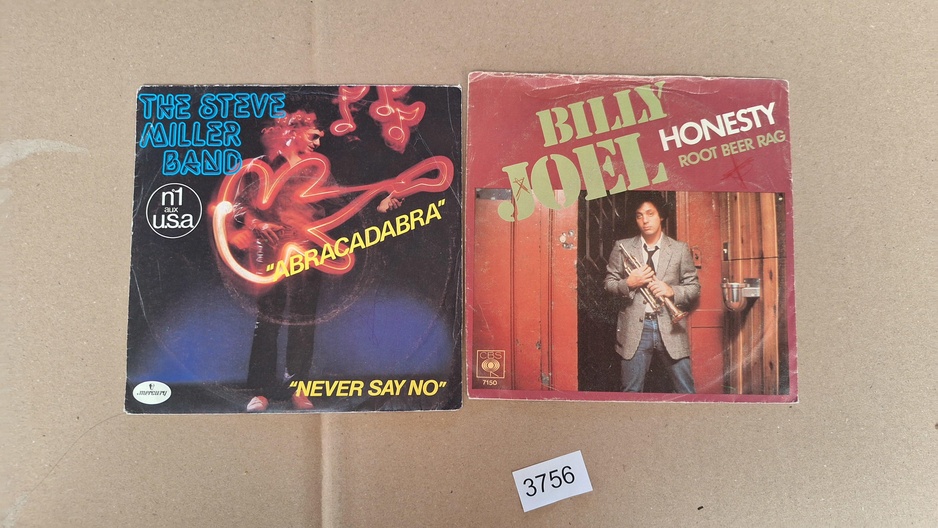 THE STEVE
MILLER
BAND
n°1
aux
u.s.a
"ABRACADABRA"
"NEVER SAY NO"
mercury
BILLY
JOEL
HONESTY
ROOT BEER RAG
CBS
7150
3756